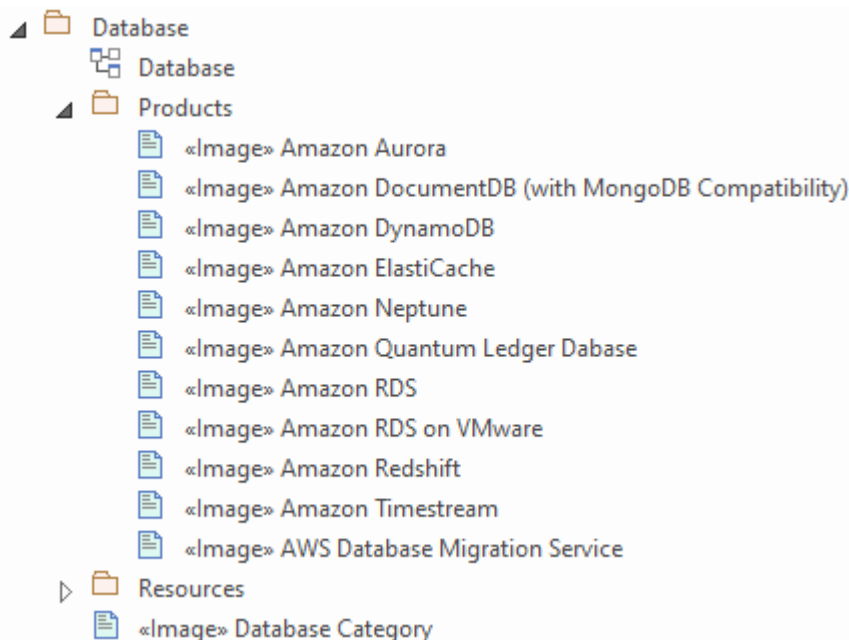 Database
Database
Products
«Image» Amazon Aurora
«Image» Amazon DocumentDB (with MongoDB Compatibility)
«Image» Amazon DynamoDB
«Image» Amazon ElastiCache
«Image» Amazon Neptune
«Image» Amazon Quantum Ledger Dabase
«Image» Amazon RDS
«Image» Amazon RDS on VMware
«Image» Amazon Redshift
«Image» Amazon Timestream
«Image» AWS Database Migration Service
Resources
«Image» Database Category